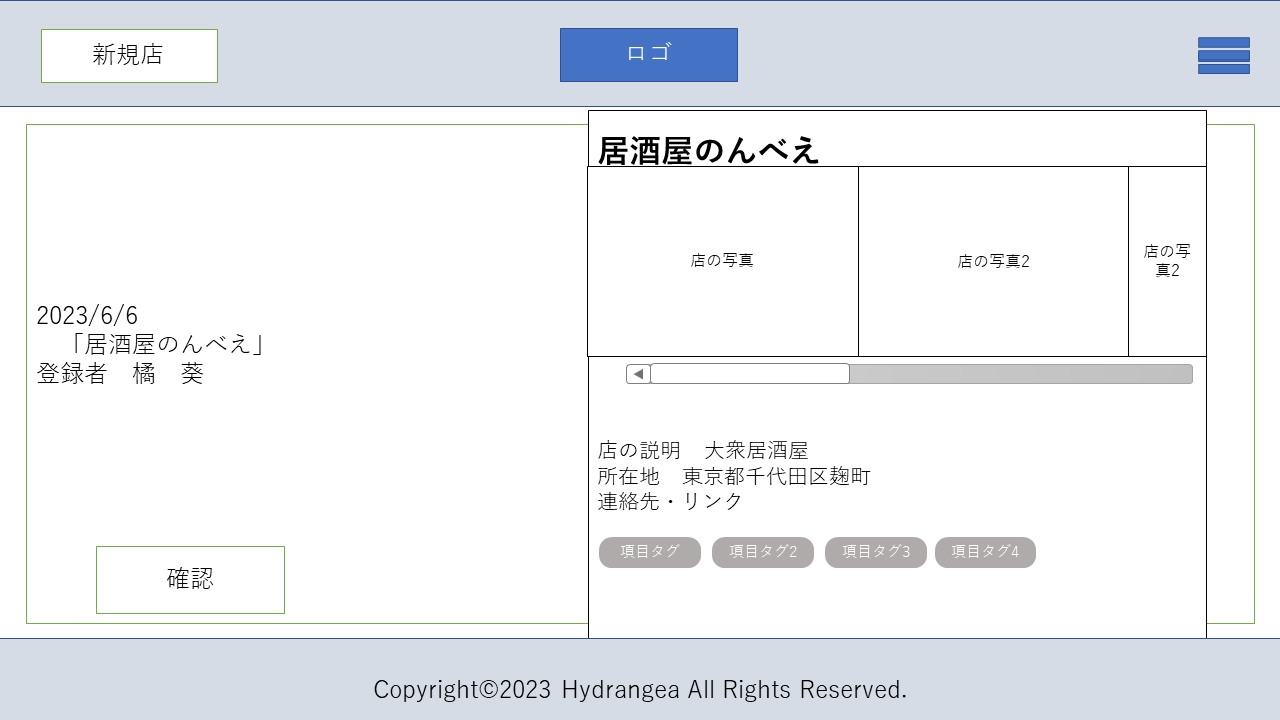 新規店
ロゴ
2023/6/6
「居酒屋のんべえ」
登録者　橘　葵
確認
居酒屋のんべえ
店の写真
店の写真2
店の写
真2
店の説明　大衆居酒屋
所在地　東京都千代田区麹町
連絡先・リンク
項目タグ
項目タグ2
項目タグ3
項目タグ4
Copyright©2023 Hydrangea All Rights Reserved.